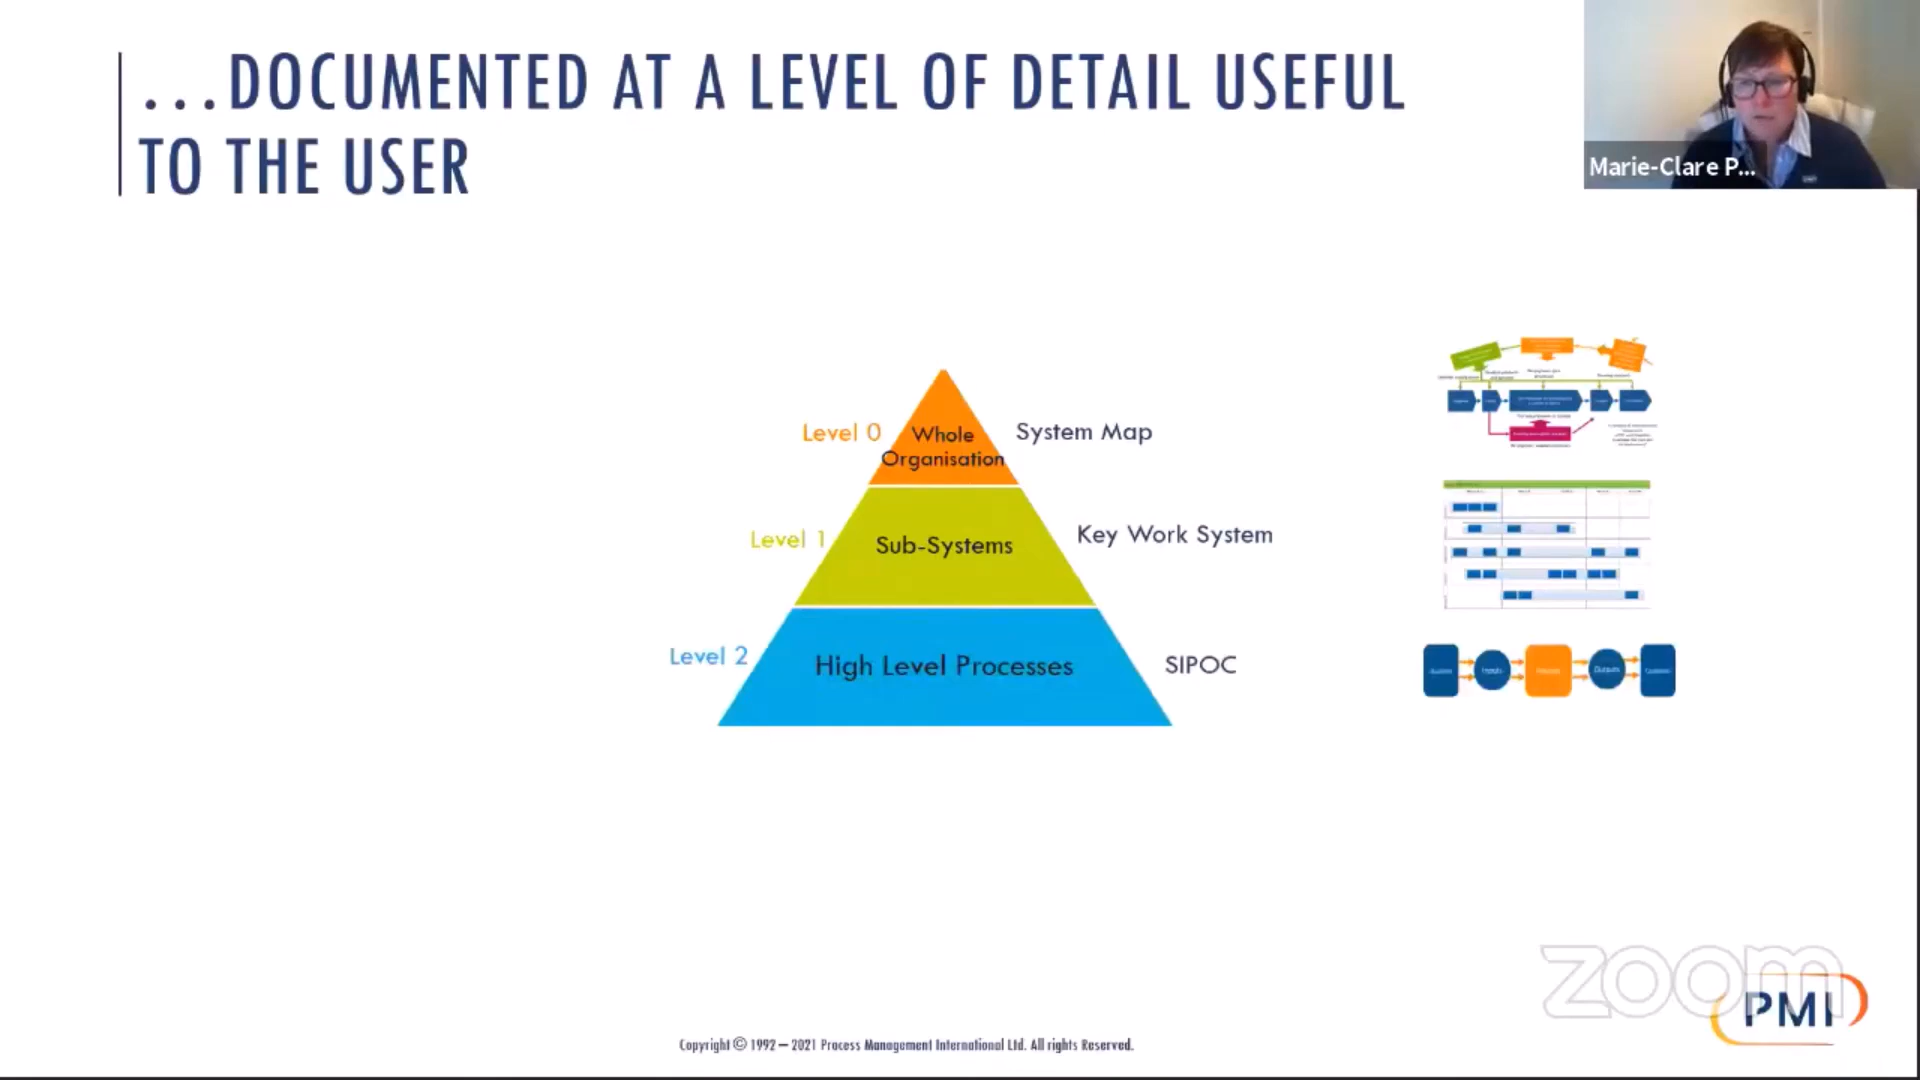 ...DOCUMENTED AT A LEVEL OF DETAIL USEFUL
TO THE USER
Marie-Clare P...
Level 0
Whole
Organisation
System Map
Level 1
Sub-Systems
Key Work System
Level 2
High Level Processes
SIPOC
Inputs
Outputs
zoom
PMI
Copyright © 1992 – 2021 Process Management International Ltd. All rights Reserved.